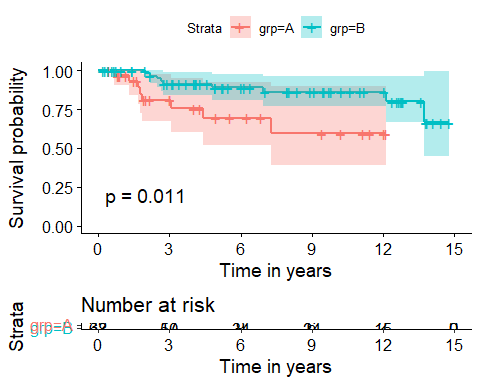 Strata grp=A grp=B
1.00
0.75
0.50
0.25
0.00
Survival probability
p = 0.011
0 3 6 9 12 15
Time in years
Number at risk
Strata
grp=A
grp=B
0 3 6 9 12 15
Time in years